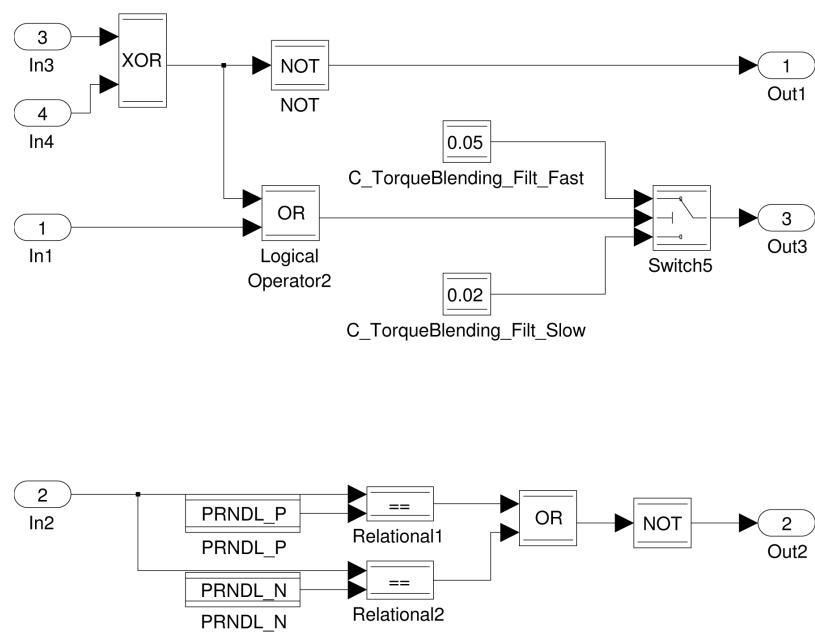 3
In3
XOR
NOT
NOT
1
Out1
4
In4
0.05
C_TorqueBlending_Filt_Fast
1
In1
OR
Logical
Operator2
3
Out3
Switch5
0.02
C_TorqueBlending_Filt_Slow
2
In2
PRNDL_P
PRNDL_P
==
Relational1
OR
NOT
2
Out2
PRNDL_N
PRNDL_N
==
Relational2